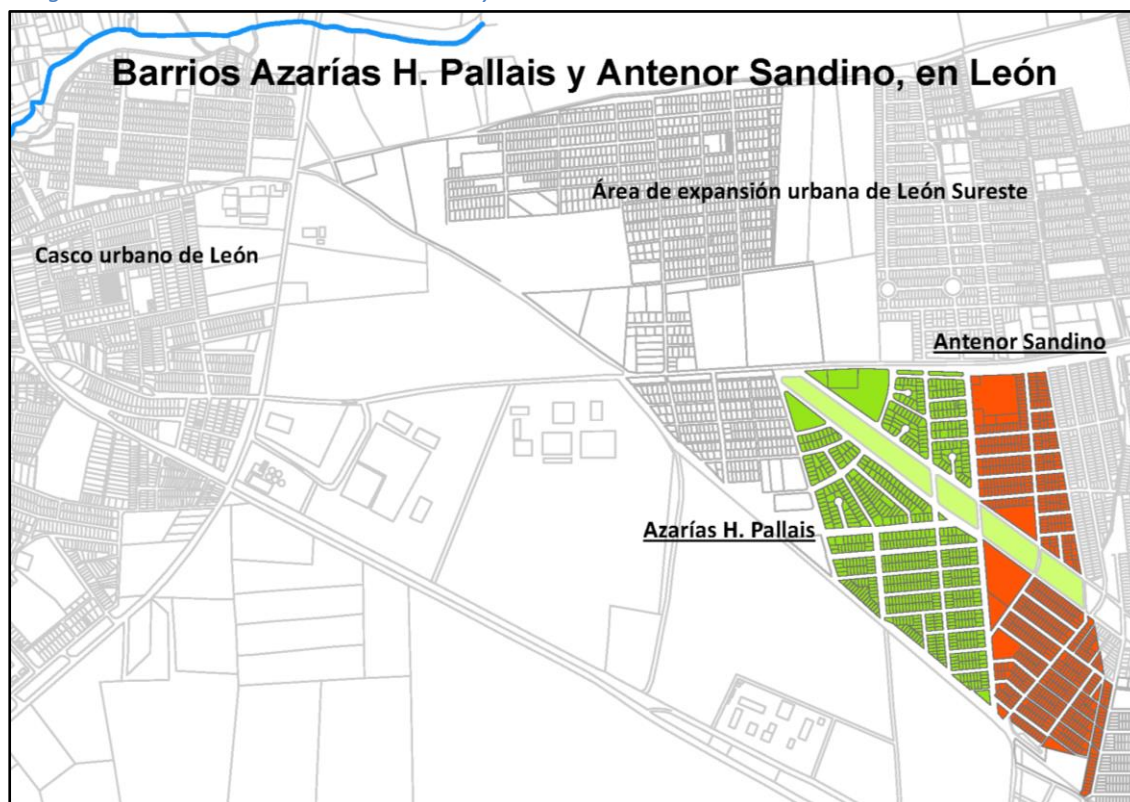 Barrios Azarías H. Pallais y Antenor Sandino, en León
Área de expansión urbana de León Sureste
Casco urbano de León
Antenor Sandino
Azarías H. Pallais